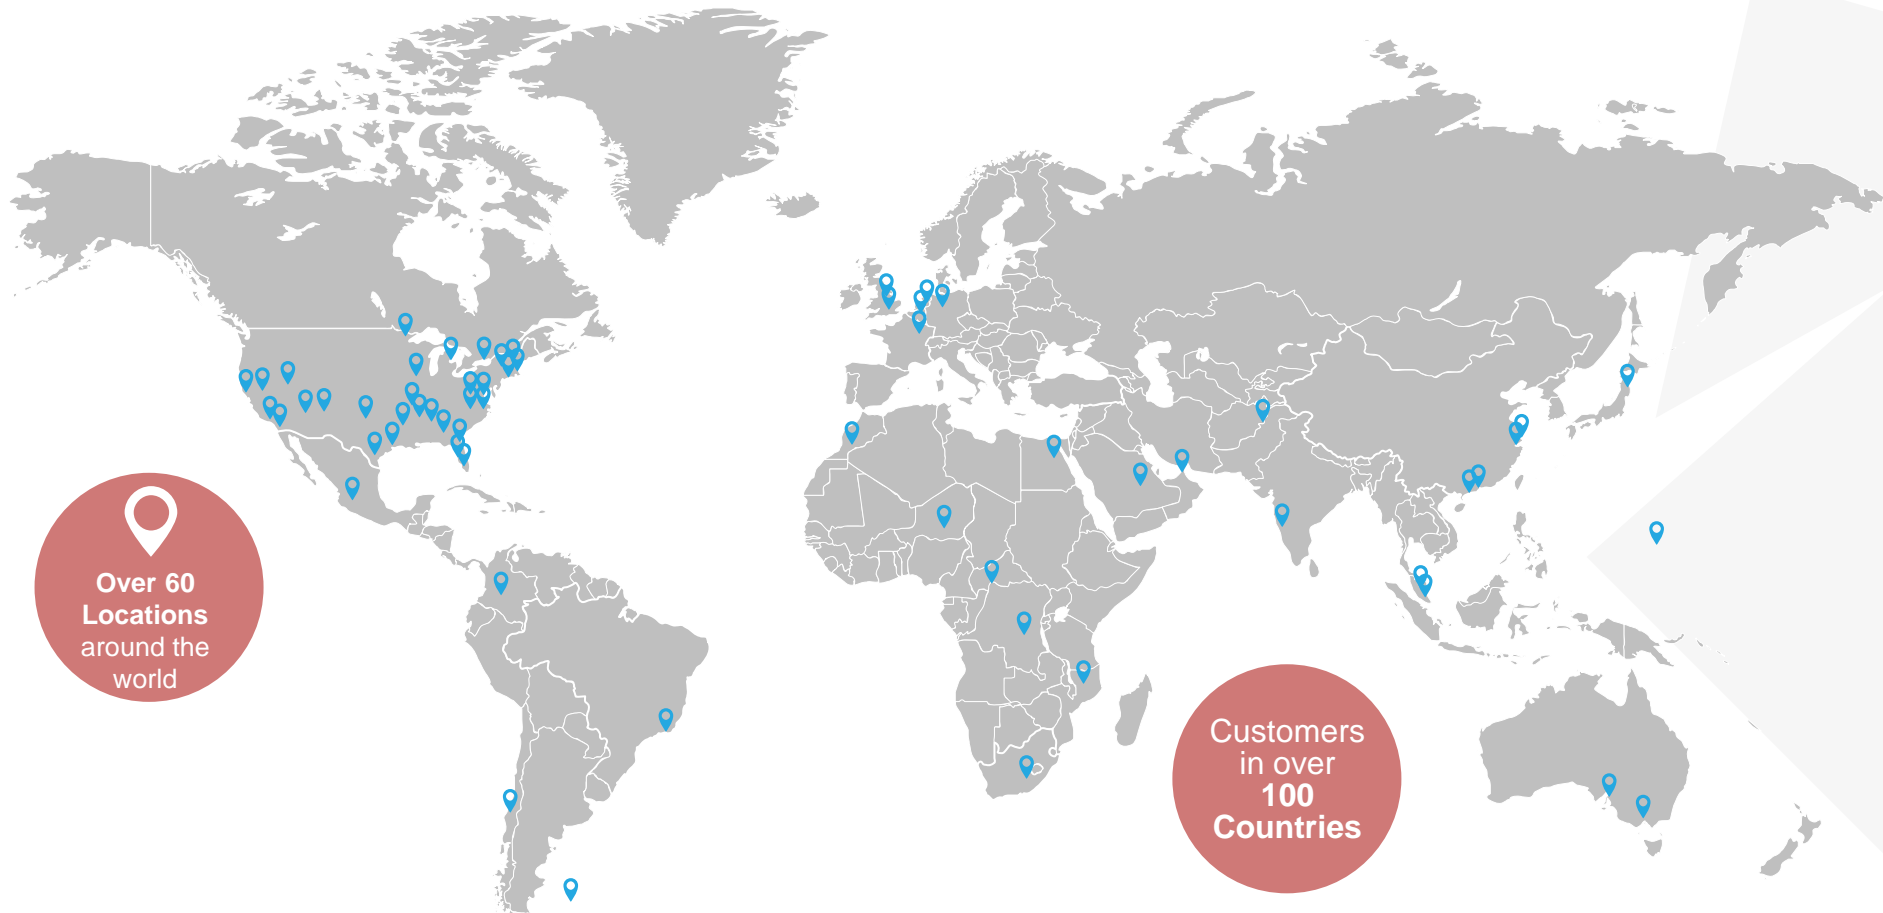 Over 60
Locations
around the
world
Customers
in over
100
Countries